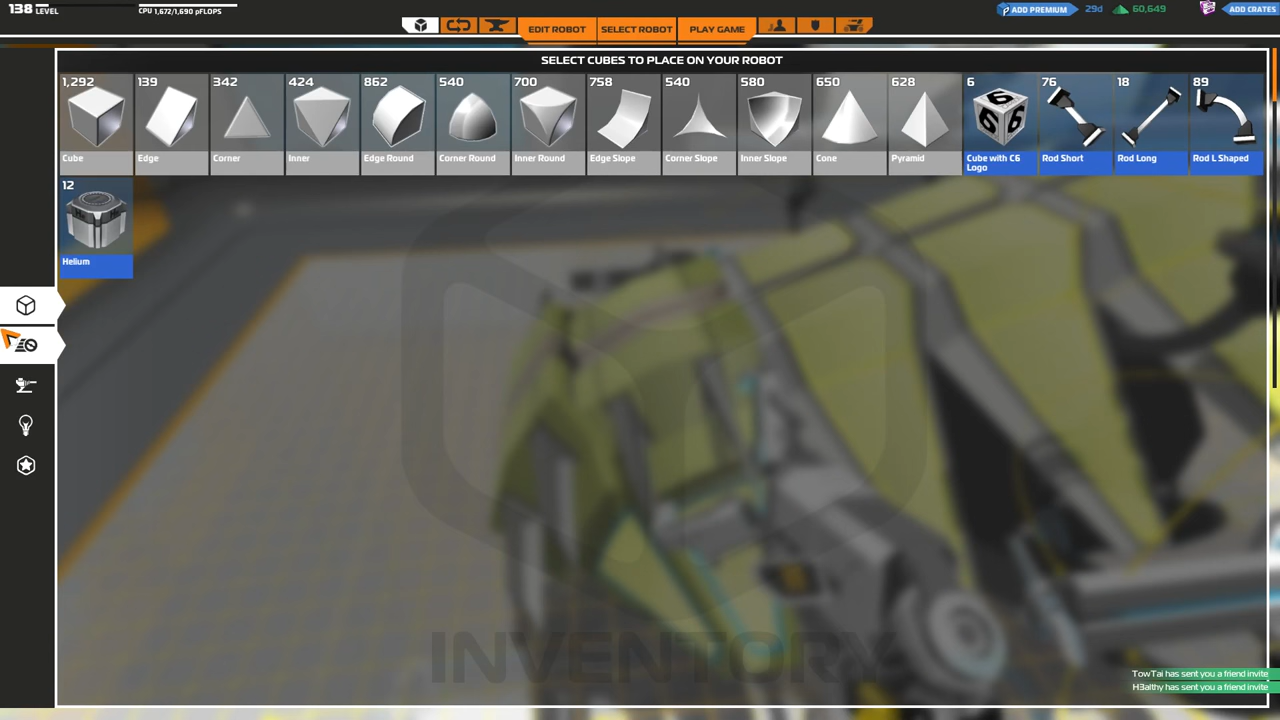 138 LEVEL
CPU 1,672/1,690 pFLOPS
EDIT ROBOT
SELECT ROBOT
PLAY GAME
ADD PREMIUM
29d
60,649
ADD CRATES
SELECT CUBES TO PLACE ON YOUR ROBOT
1,292
139
342
424
862
540
700
758
540
580
650
628
6
76
18
89
Cube
Edge
Corner
Inner
Edge Round
Corner Round
Inner Round
Edge Slope
Corner Slope
Inner Slope
Cone
Pyramid
Cube with C6
Logo
Rod Short
Rod Long
Rod L Shaped
12
Helium
INVENTORY
TowTai has sent you a friend invite
H3althy has sent you a friend invite